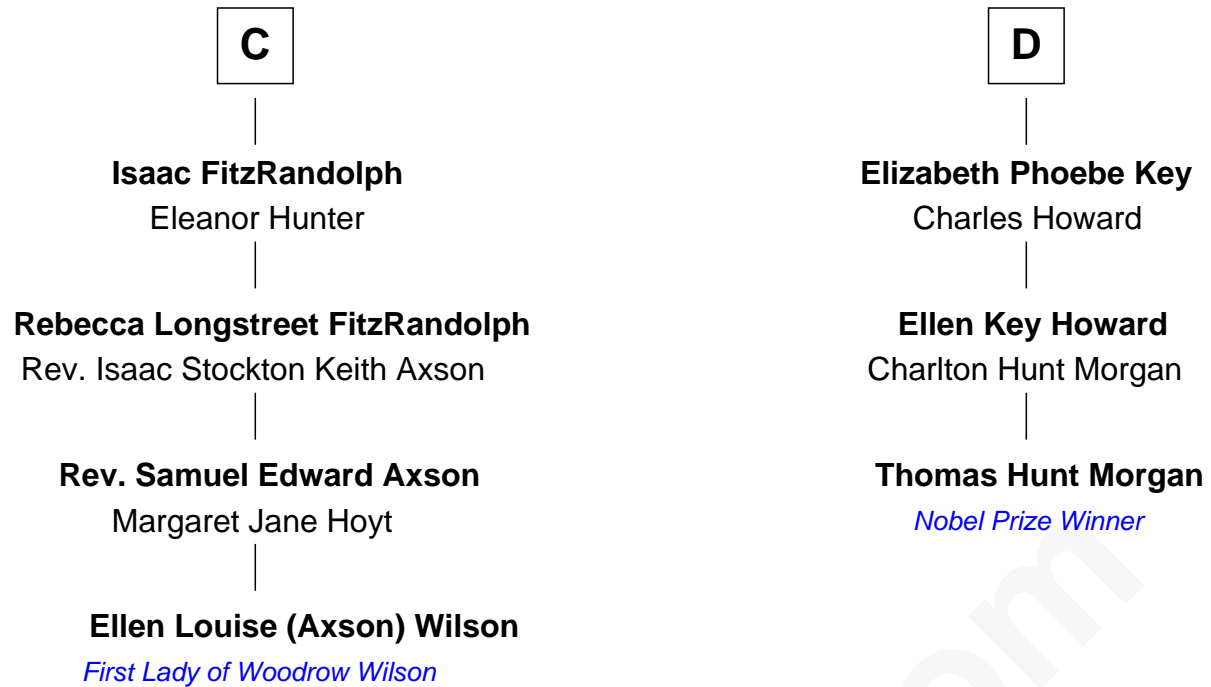 C
Isaac FitzRandolph
Eleanor Hunter
Rebecca Longstreet FitzRandolph
Rev. Isaac Stockton Keith Axson
Rev. Samuel Edward Axson
Margaret Jane Hoyt
Ellen Louise (Axson) Wilson
First Lady of Woodrow Wilson
D
Elizabeth Phoebe Key
Charles Howard
Ellen Key Howard
Charlton Hunt Morgan
Thomas Hunt Morgan
Nobel Prize Winner
om